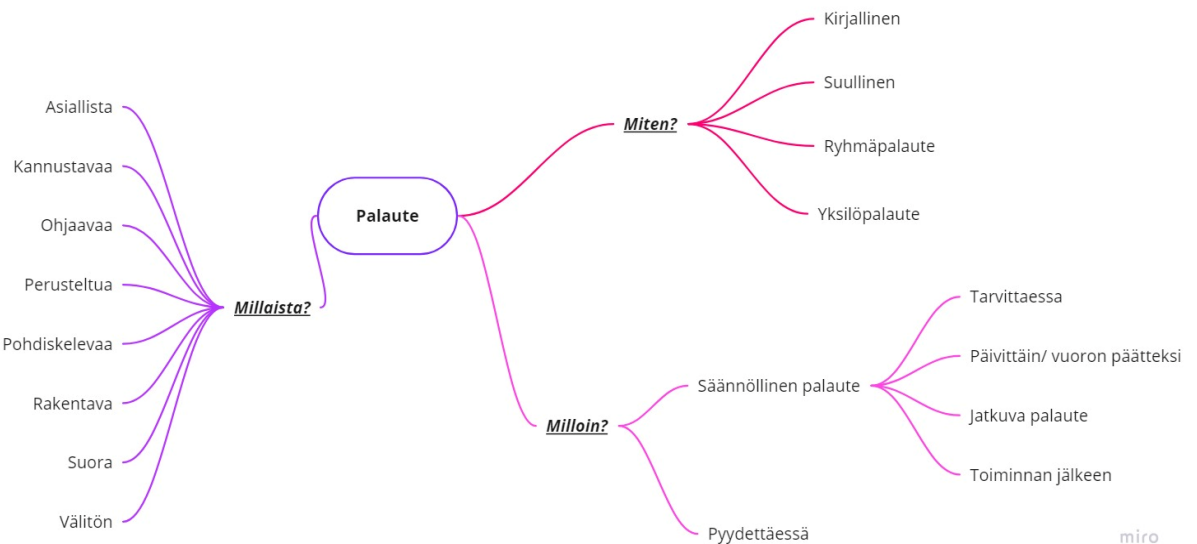 Palaute
Millaista?
Asiallista
Kannustavaa
Ohjaavaa
Perusteltua
Pohdiskelevaa
Rakentava
Suora
Välitön
Miten?
Kirjallinen
Suullinen
Ryhmäpalaute
Yksilöpalaute
Milloin?
Säännöllinen palaute
Tarvittaessa
Päivittäin/ vuoron päätteksi
Jatkuva palaute
Toiminnan jälkeen
Pyydettäessä
miro